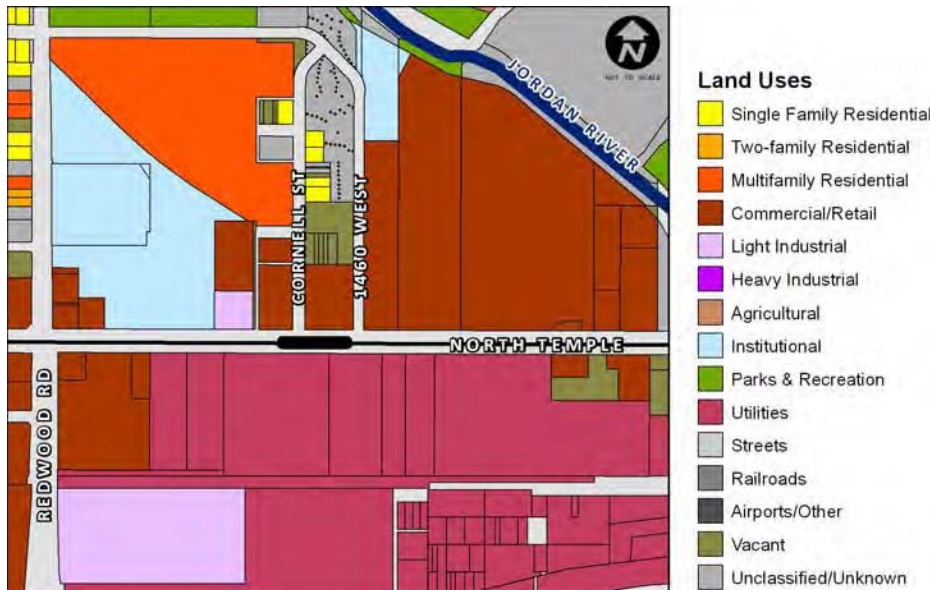 N
NOT TO SCALE
JORDAN RIVER
CORNELL ST
1460 WEST
NORTH TEMPLE
REDWOOD RD
Land Uses
Single Family Residential
Two-family Residential
Multifamily Residential
Commercial/Retail
Light Industrial
Heavy Industrial
Agricultural
Institutional
Parks & Recreation
Utilities
Streets
Railroads
Airports/Other
Vacant
Unclassified/Unknown